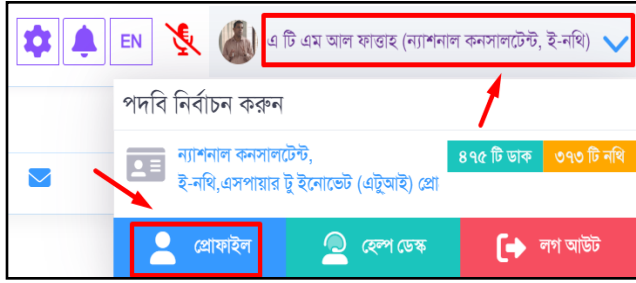 EN
এ টি এম আল ফাত্তাহ (ন্যাশনাল কনসালটেন্ট, ই-নথি)
পদবি নির্বাচন করুন
ন্যাশনাল কনসালটেন্ট,
ই-নথি,এসপায়ার টু ইনোভেট (এটুআই) প্রো
৪৭৫ টি ডাক
৩৭৩ টি নথি
প্রোফাইল
হেল্প ডেস্ক
লগ আউট